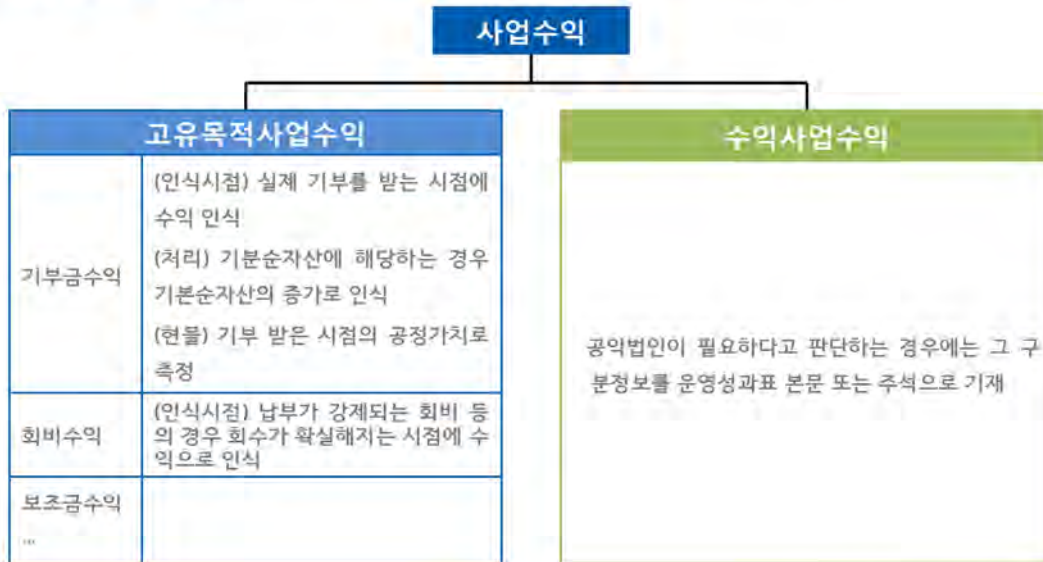 사업수익
고유목적사업수익
기부금수익
(인식시점) 실제 기부를 받는 시점에
수익 인식
(처리) 기분순자산에 해당하는 경우
기본순자산의 증가로 인식
(현물) 기부 받은 시점의 공정가치로
측정
회비수익
(인식시점) 납부가 강제되는 회비 등
의 경우 회수가 확실해지는 시점에 수
익으로 인식
보조금수익
...
수익사업수익
공익법인이 필요하다고 판단하는 경우에는 그 구
분정보를 운영성과표 본문 또는 주석으로 기재